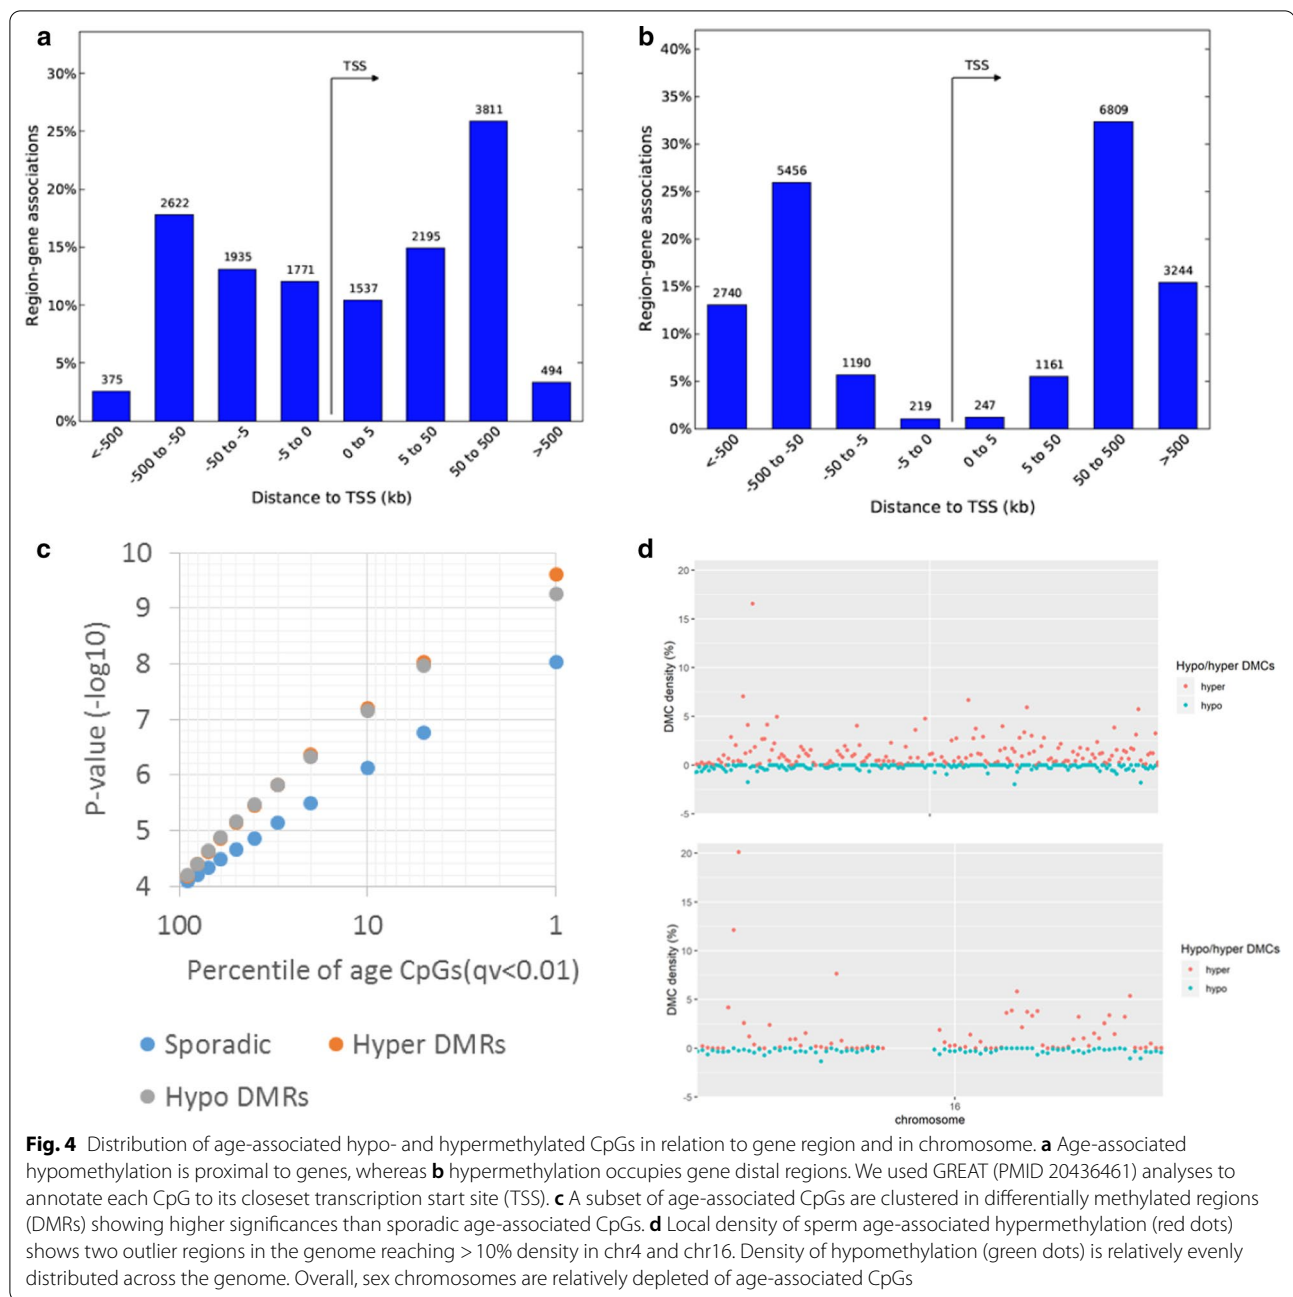 a
TSS
30%
25%
20%
15%
10%
5%
0%
Region-gene associations
375
2622
1935
1771
1537
2195
3811
494
<-500
-500 to -50
-50 to -5
-5 to 0
0 to 5
5 to 50
50 to 500
>500
Distance to TSS (kb)
b
TSS
40%
35%
30%
25%
20%
15%
10%
5%
0%
Region-gene associations
2740
5456
1190
219
247
1161
6809
3244
<-500
-500 to -50
-50 to -5
-5 to 0
0 to 5
5 to 50
50 to 500
>500
Distance to TSS (kb)
c
10
9
8
7
6
5
4
P-value (-log10)
100
10
1
Percentile of age CpGs(qv<0.01)
Sporadic
Hyper DMRs
Hypo DMRs
d
20
15
10
5
0
-5
DMC density (%)
Hypo/hyper DMCs
hyper
hypo
20
15
10
5
0
-5
DMC density (%)
16
chromosome
Hypo/hyper DMCs
hyper
hypo
Fig. 4 Distribution of age-associated hypo- and hypermethylated CpGs in relation to gene region and in chromosome. a Age-associated
hypomethylation is proximal to genes, whereas b hypermethylation occupies gene distal regions. We used GREAT (PMID 20436461) analyses to
annotate each CpG to its closeset transcription start site (TSS). c A subset of age-associated CpGs are clustered in differentially methylated regions
(DMRs) showing higher significances than sporadic age-associated CpGs. d Local density of sperm age-associated hypermethylation (red dots)
shows two outlier regions in the genome reaching > 10% density in chr4 and chr16. Density of hypomethylation (green dots) is relatively evenly
distributed across the genome. Overall, sex chromosomes are relatively depleted of age-associated CpGs